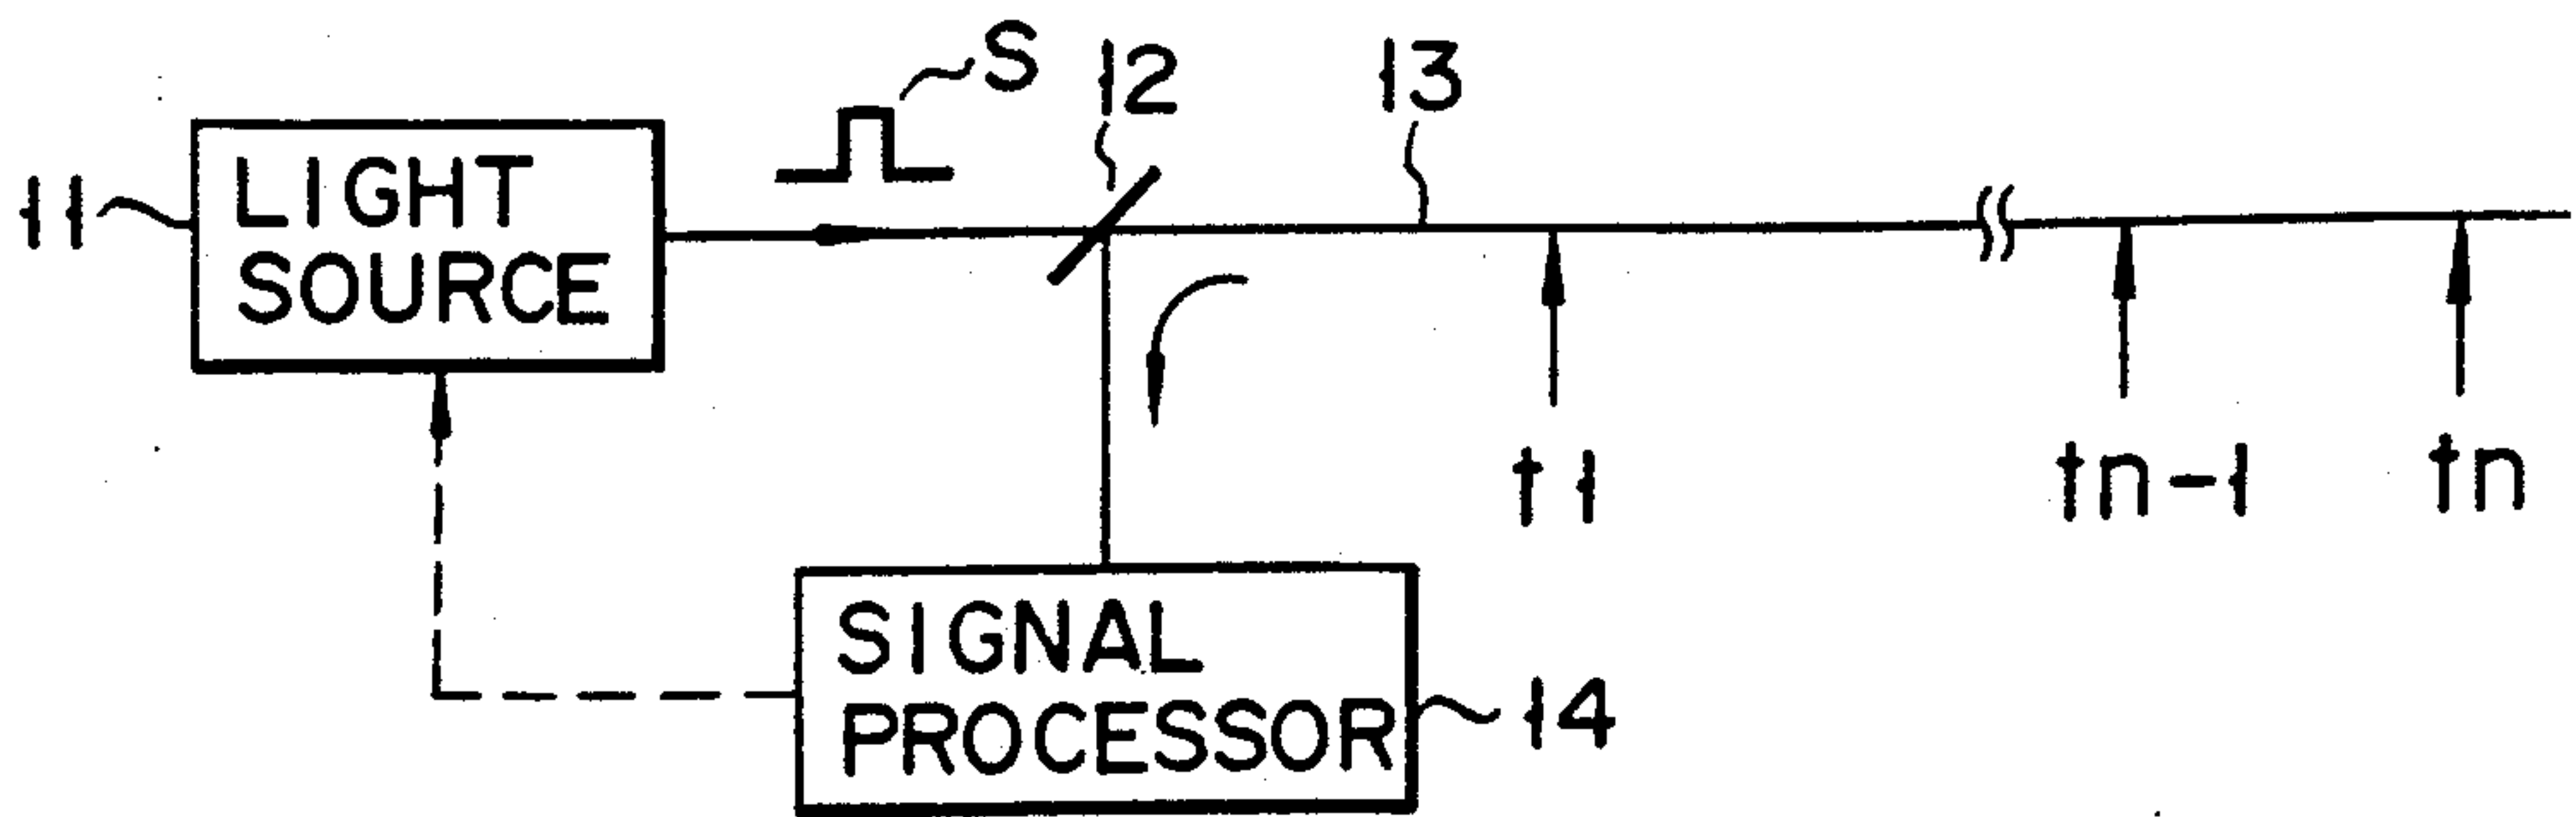 S
12
13
11
LIGHT
SOURCE
t1
tn-1
tn
SIGNAL
PROCESSOR
14